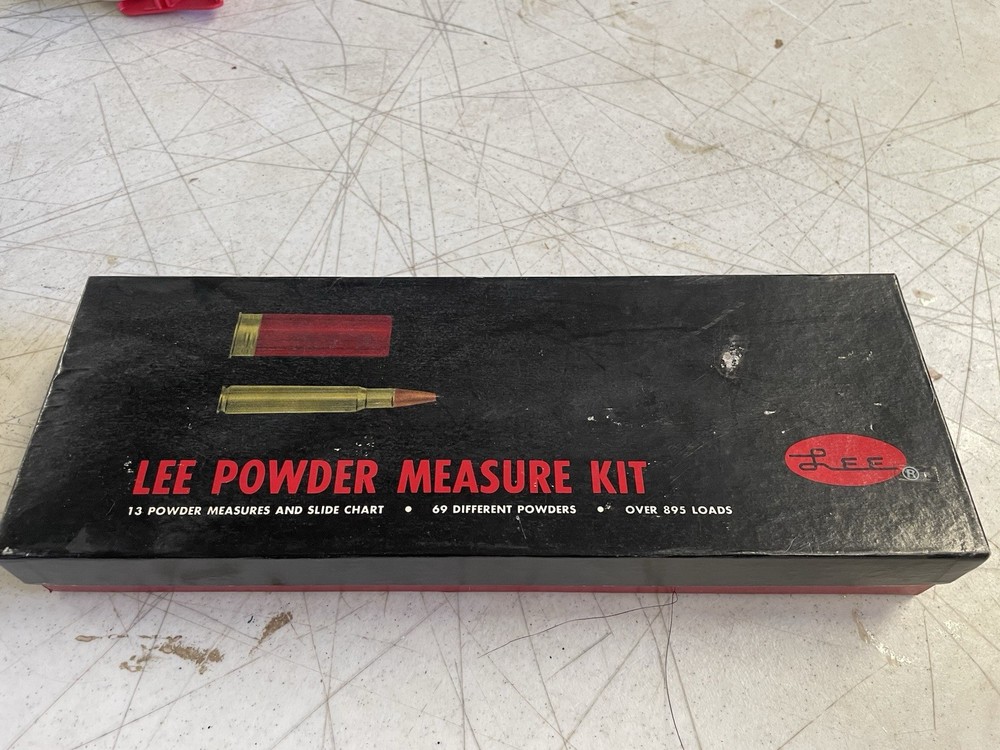 LEE POWDER MEASURE KIT
13 POWDER MEASURES AND SLIDE CHART • 69 DIFFERENT POWDERS • OVER 895 LOADS
LEE ®